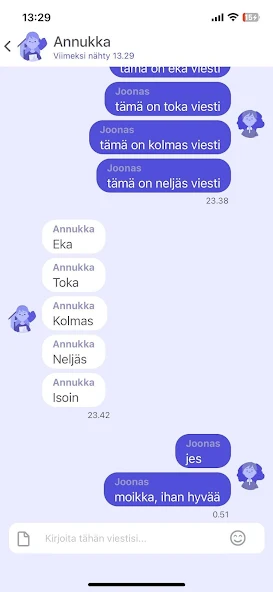 13:29
Annukka
Viimeksi nähty 13.29
tämä on eka viesti
Joonas
tämä on toka viesti
Joonas
tämä on kolmas viesti
Joonas
tämä on neljäs viesti
23.38
Annukka
Eka
Annukka
Toka
Annukka
Kolmas
Annukka
Neljäs
Annukka
Isoin
23.42
Joonas
jes
Joonas
moikka, ihan hyvää
0.51
Kirjoita tähän viestisi...